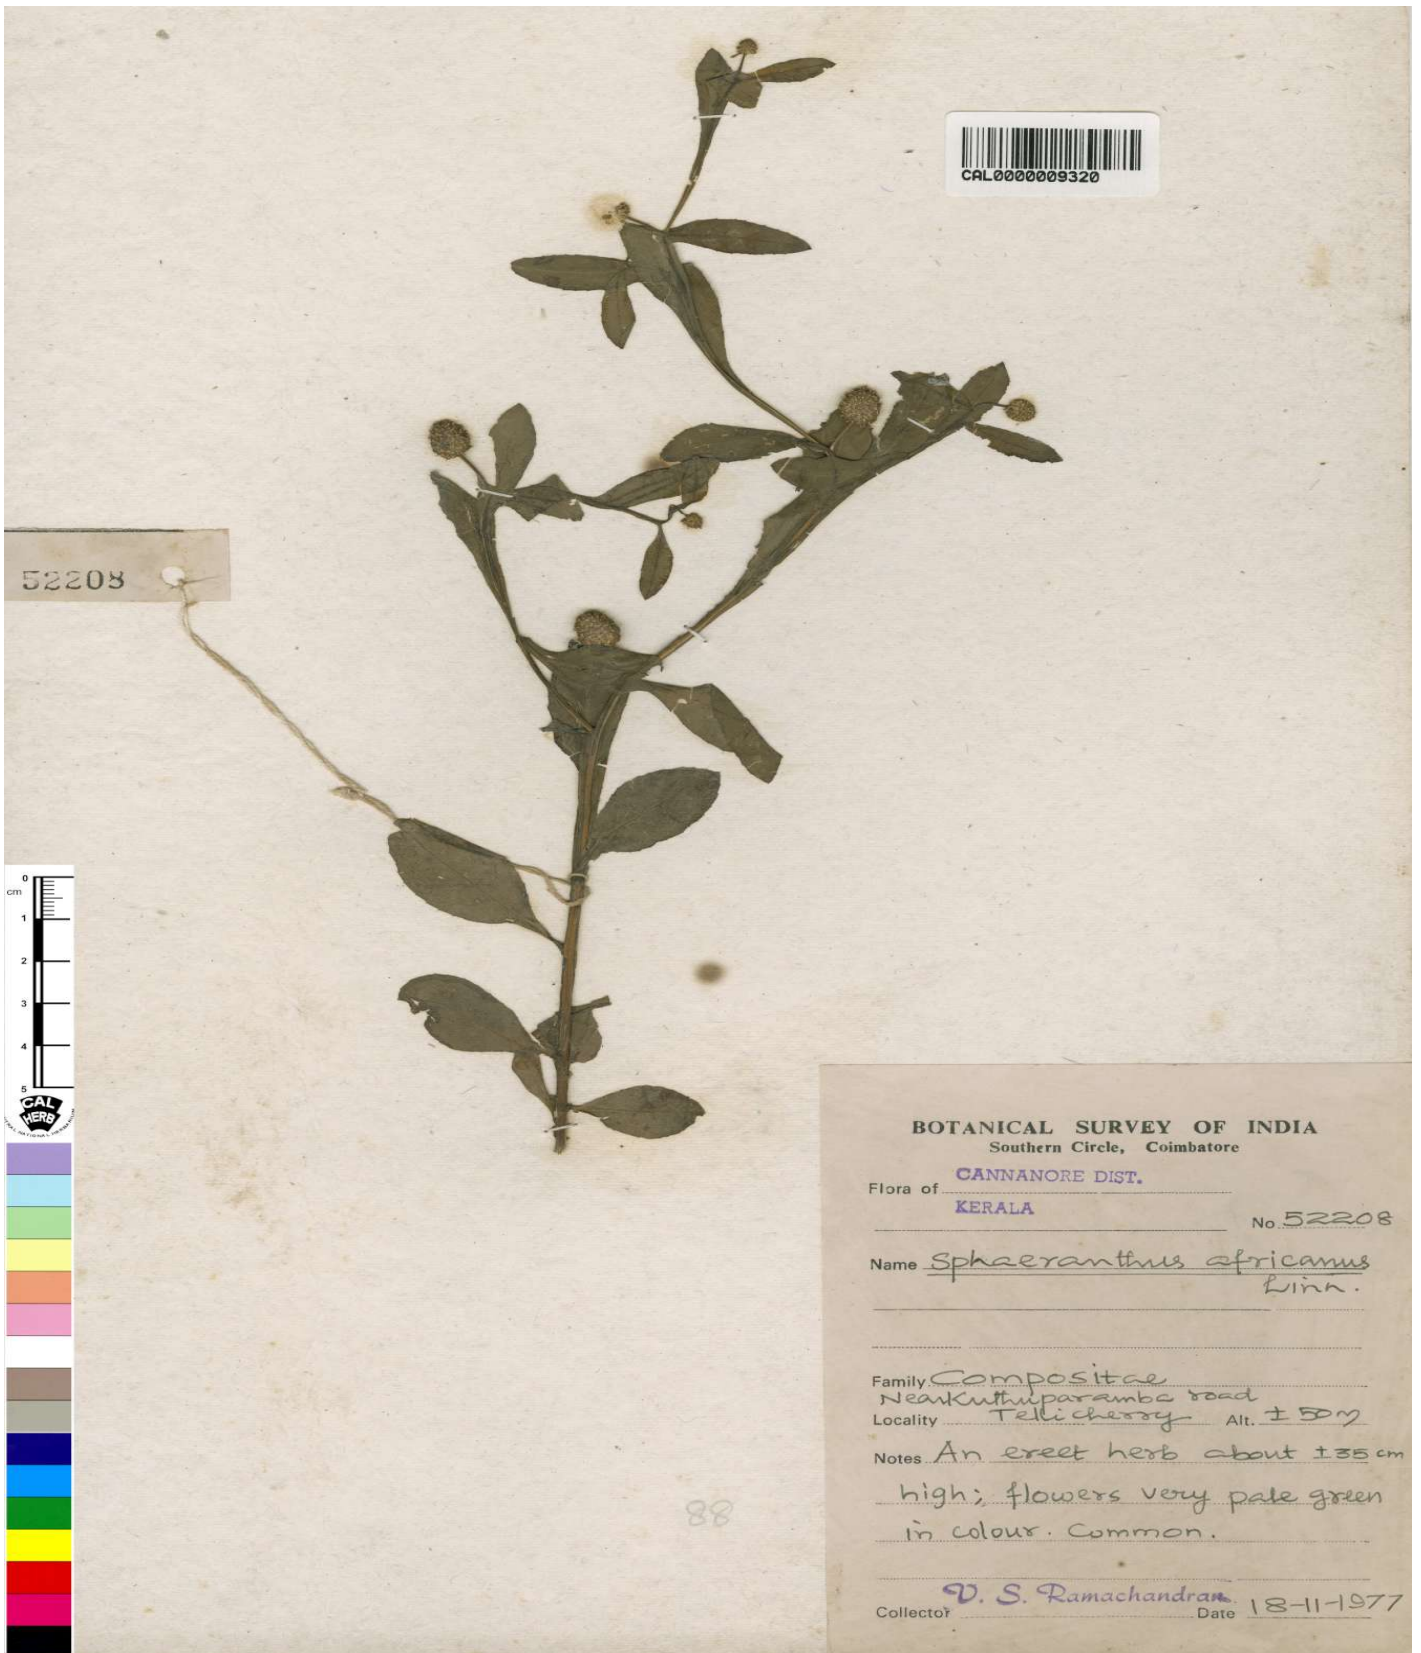 CAL0000009320
52208
0
cm
1
2
3
4
5
CAL
HERB
BOTANICAL SURVEY OF INDIA
Southern Circle, Coimbatore
Flora of CANNANORE DIST.
KERALA
No. 52208
Name Sphaeranthus africanus
Linn.
Family Compositae
Near Kuthuparamba road
Locality Tellicherry Alt. ± 50 m
Notes An erect herb about ±35 cm
high; flowers very pale green
in colour. Common.
88
Collector V. S. Ramachandran Date 18-11-1977